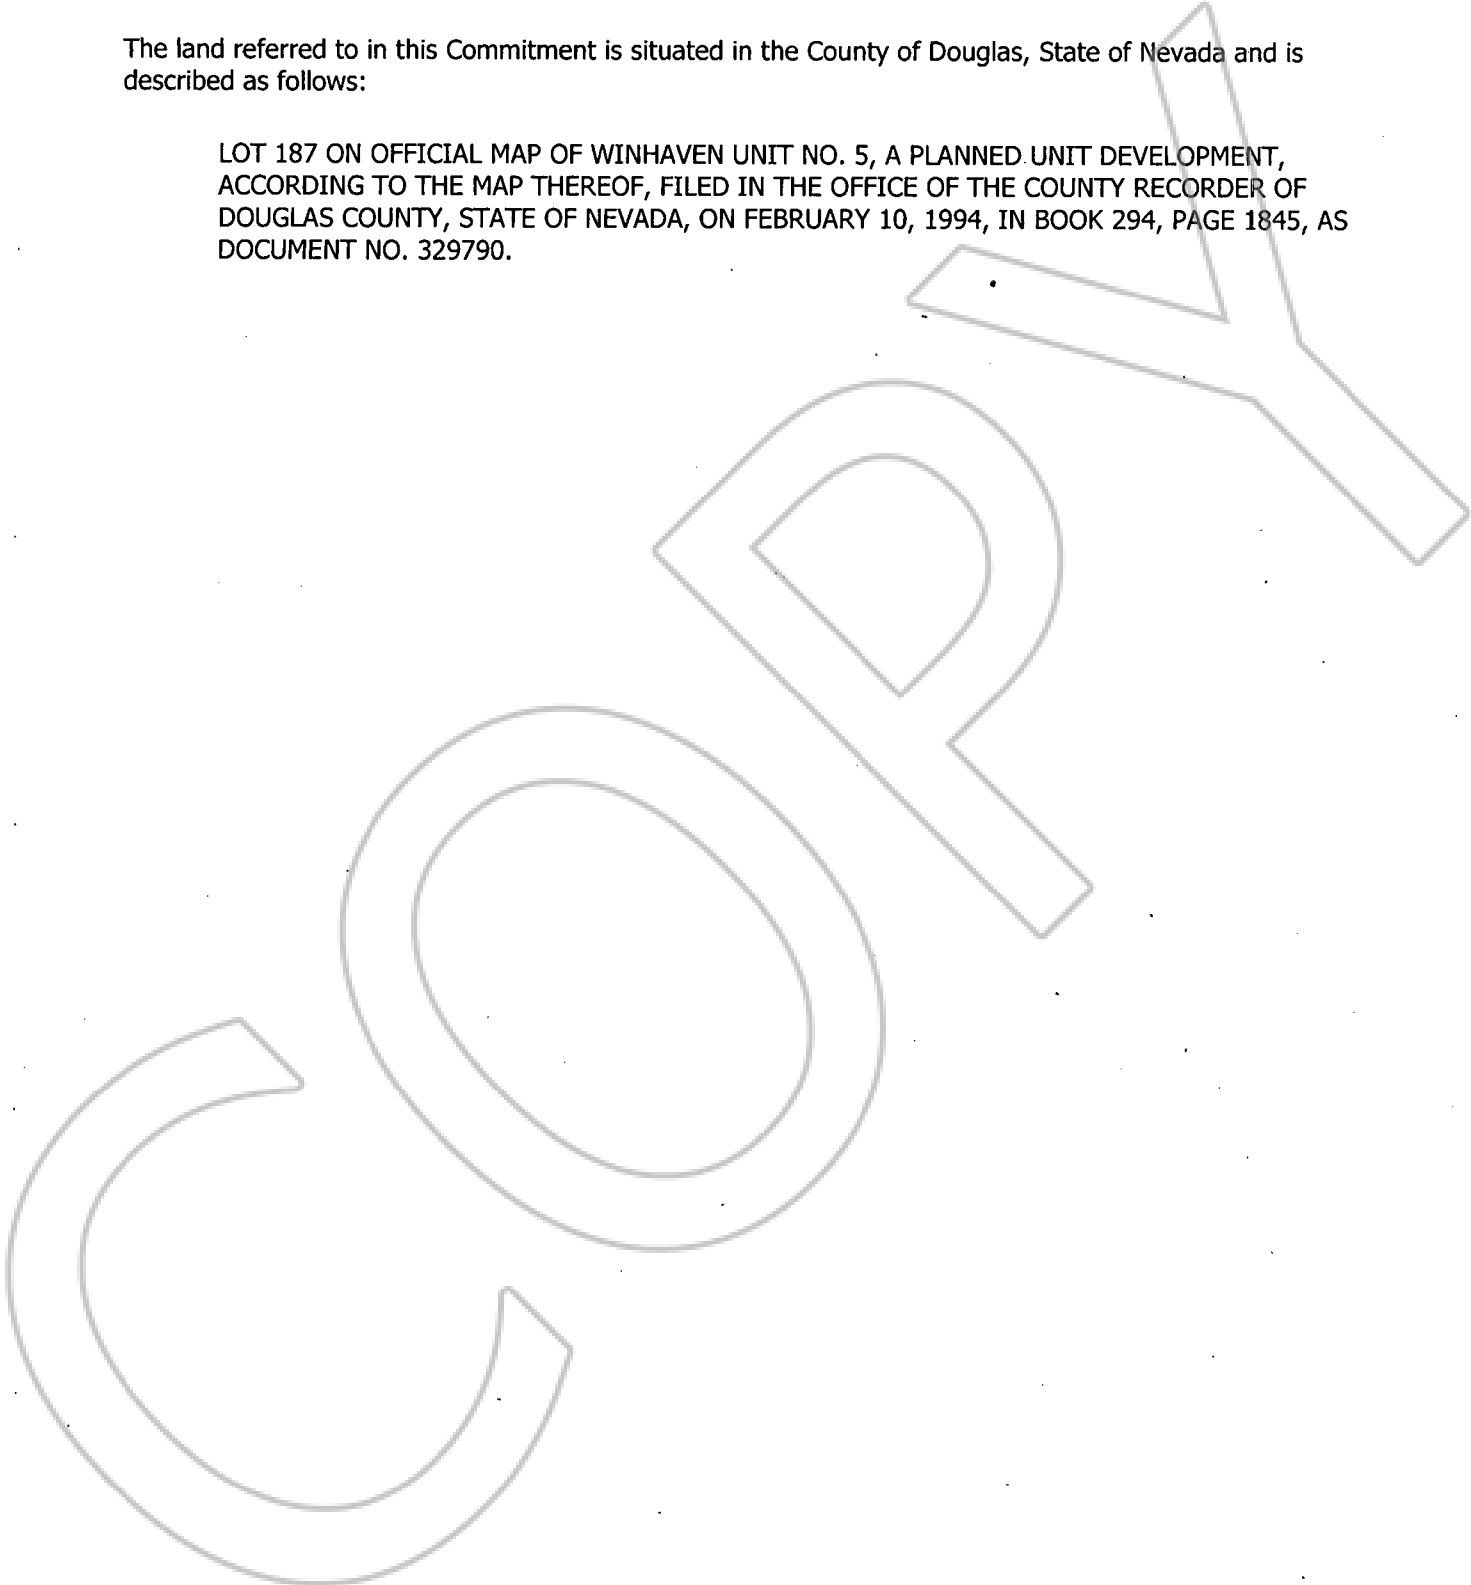 The land referred to in this Commitment is situated in the County of Douglas, State of Nevada and is
described as follows:
LOT 187 ON OFFICIAL MAP OF WINHAVEN UNIT NO. 5, A PLANNED UNIT DEVELOPMENT,
ACCORDING TO THE MAP THEREOF, FILED IN THE OFFICE OF THE COUNTY RECORDER OF
DOUGLAS COUNTY, STATE OF NEVADA, ON FEBRUARY 10, 1994, IN BOOK 294, PAGE 1845, AS
DOCUMENT NO. 329790.
COPY